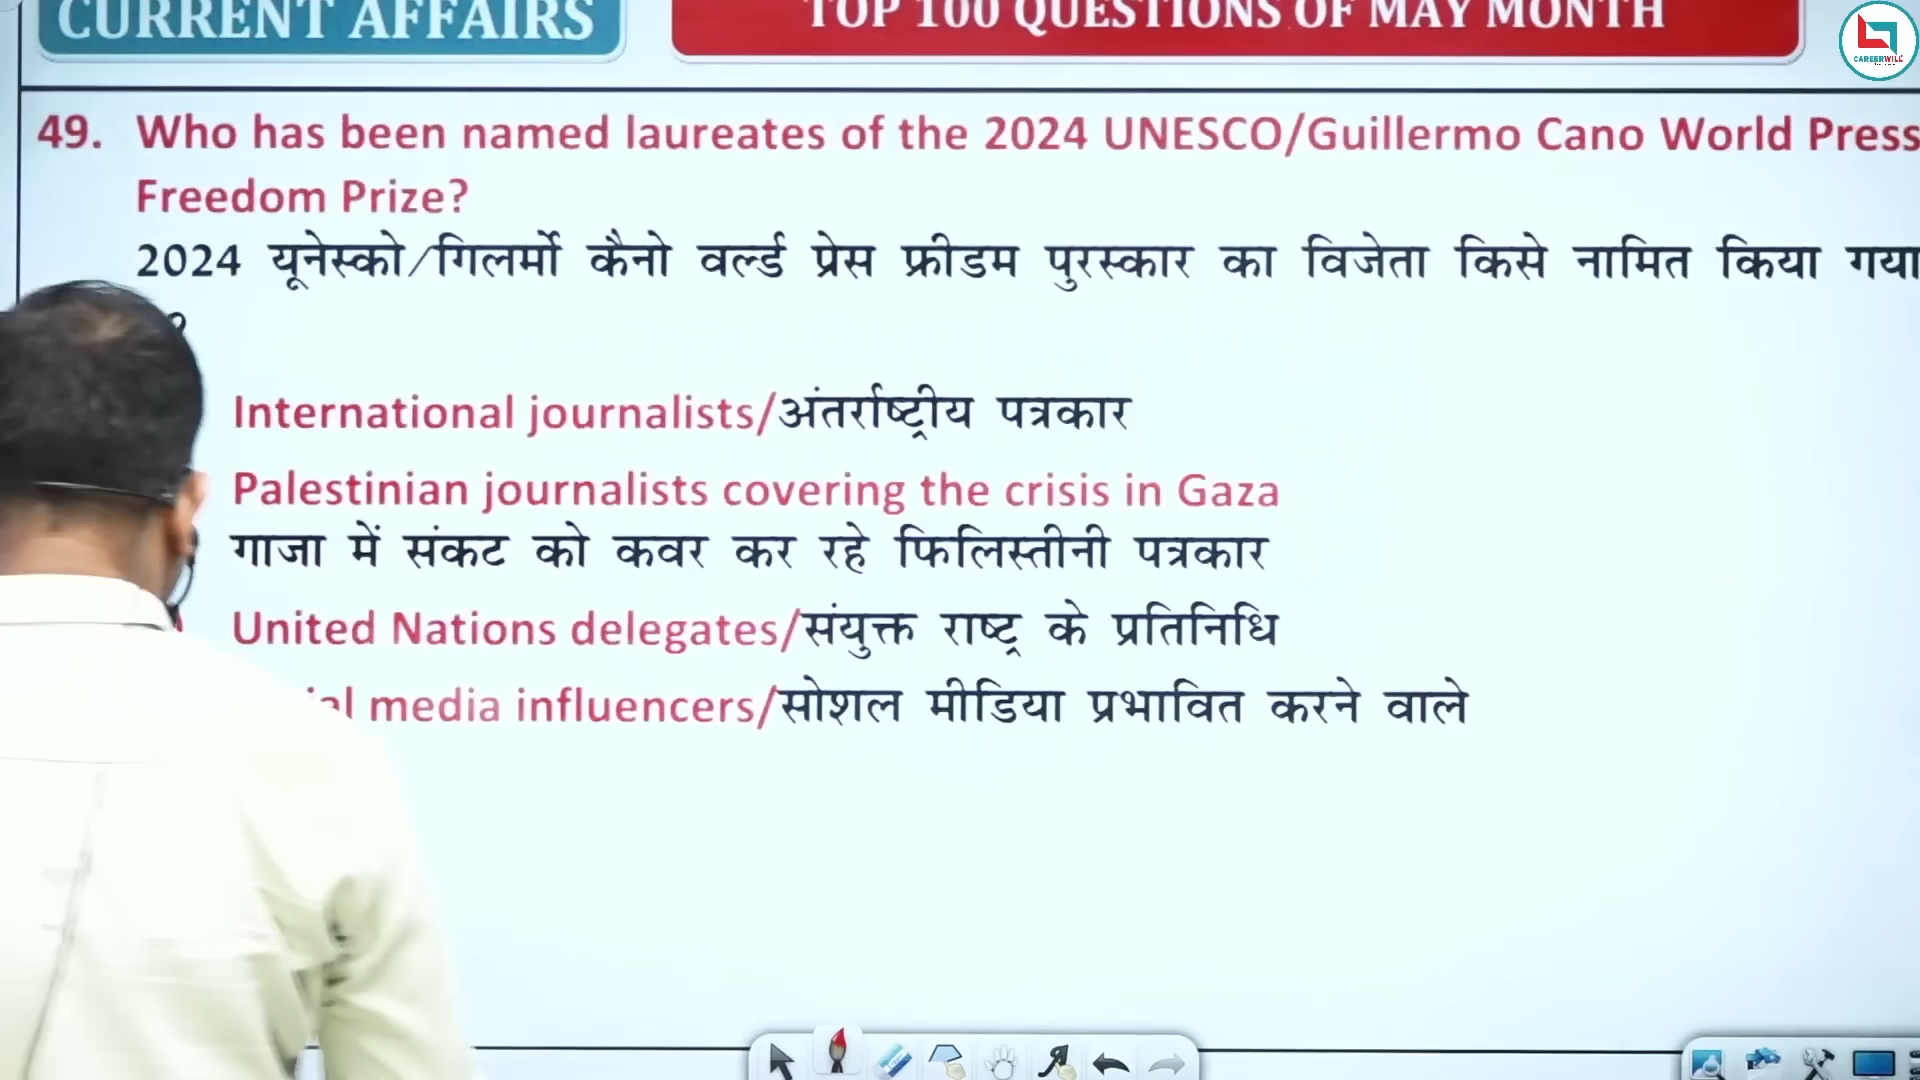 CURRENT AFFAIRS
TOP 100 QUESTIONS OF MAY MONTH
CAREERWILL
49. Who has been named laureates of the 2024 UNESCO/Guillermo Cano World Press
Freedom Prize?
2024 यूनेस्को/गिलर्मो कैनो वर्ल्ड प्रेस फ्रीडम पुरस्कार का विजेता किसे नामित किया गया
?
International journalists/अंतर्राष्ट्रीय पत्रकार
Palestinian journalists covering the crisis in Gaza
गाजा में संकट को कवर कर रहे फिलिस्तीनी पत्रकार
United Nations delegates/संयुक्त राष्ट्र के प्रतिनिधि
media influencers/सोशल मीडिया प्रभावित करने वाले